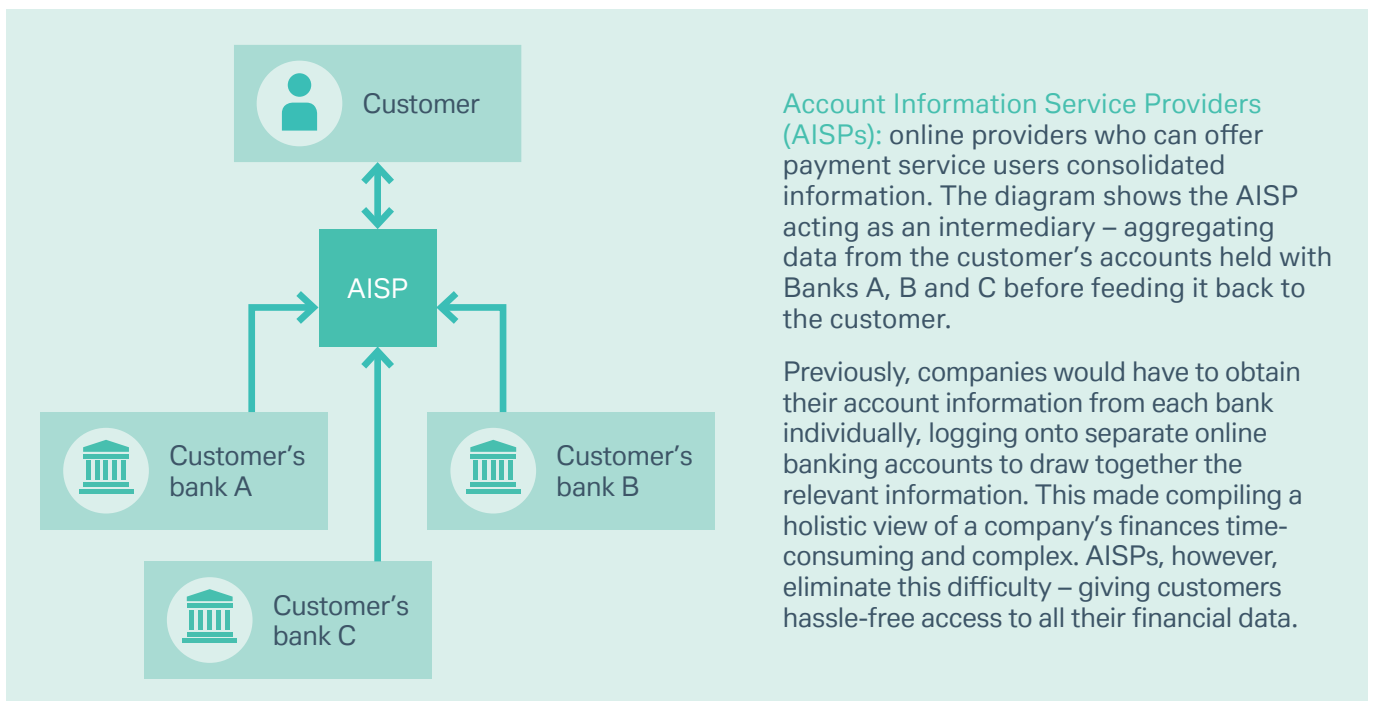 Customer
AISP
Customer's
bank A
Customer's
bank B
Customer's
bank C
Account Information Service Providers
(AISPs): online providers who can offer
payment service users consolidated
information. The diagram shows the AISP
acting as an intermediary – aggregating
data from the customer's accounts held with
Banks A, B and C before feeding it back to
the customer.
Previously, companies would have to obtain
their account information from each bank
individually, logging onto separate online
banking accounts to draw together the
relevant information. This made compiling a
holistic view of a company's finances time-
consuming and complex. AISPs, however,
eliminate this difficulty – giving customers
hassle-free access to all their financial data.